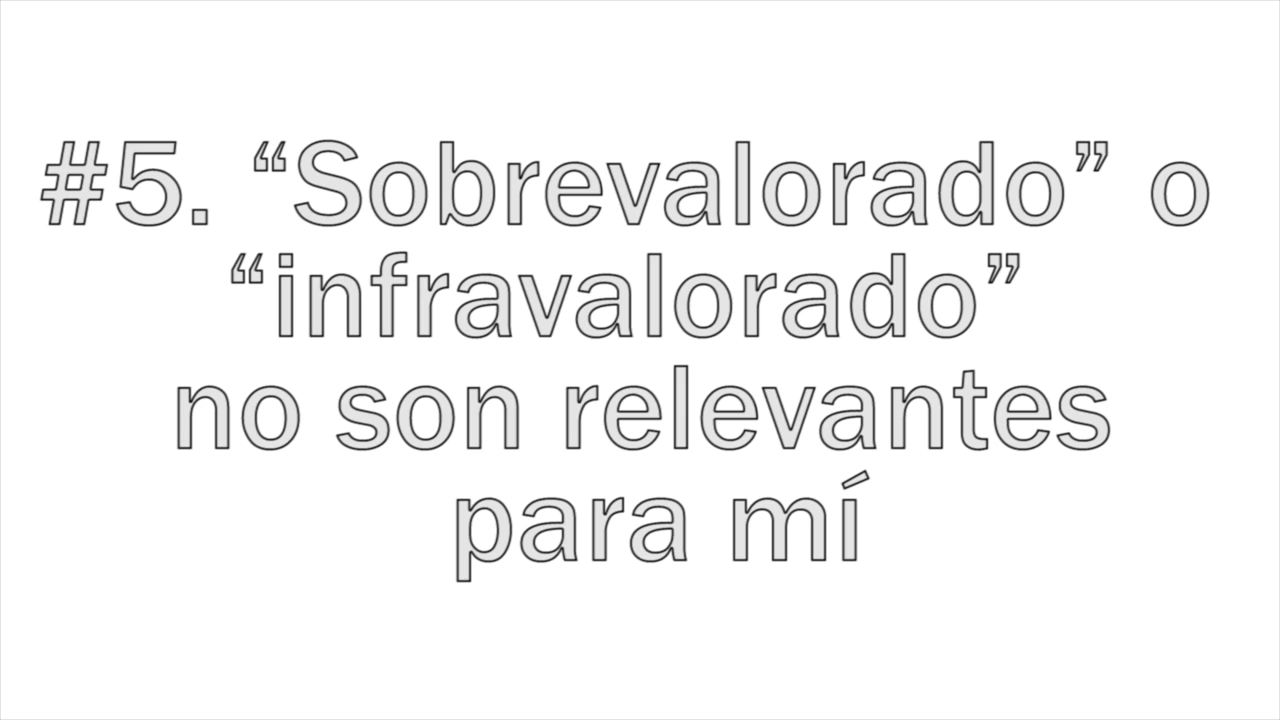 #5. “Sobrevalorado” o
“infravalorado”
no son relevantes
para mí